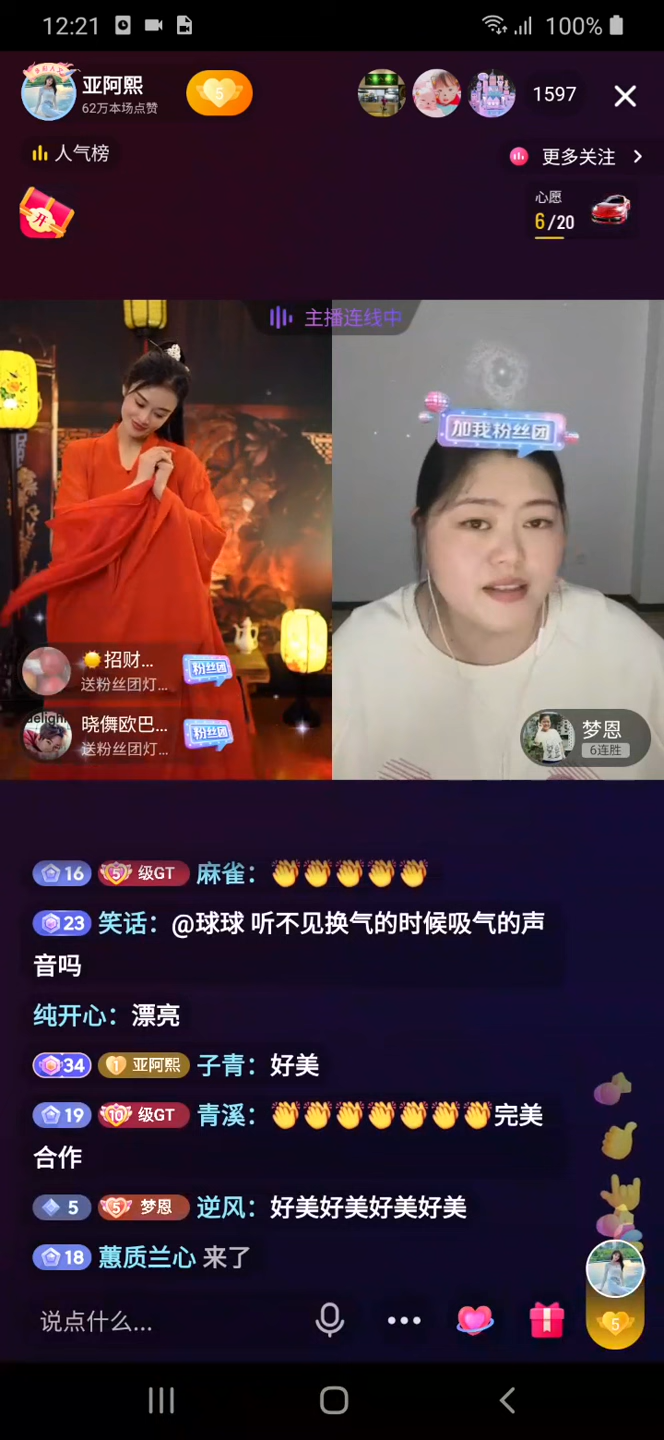 12:21
100%
亚阿熙
62万本场点赞
5
1597
人气榜
更多关注
开
心愿
6/20
主播连线中
加我粉丝团
招财...
送粉丝团灯...
粉丝团
晓儛欧巴...
送粉丝团灯...
粉丝团
梦恩
6连胜
16 5 级GT 麻雀：👏👏👏👏👏
23 笑话：@球球 听不见换气的时候吸气的声
音吗
纯开心：漂亮
34 1 亚阿熙 子青：好美
19 10 级GT 青溪：👏👏👏👏👏👏👏完美
合作
5 5 梦恩 逆风：好美好美好美好美
18 蕙质兰心 来了
说点什么...
5